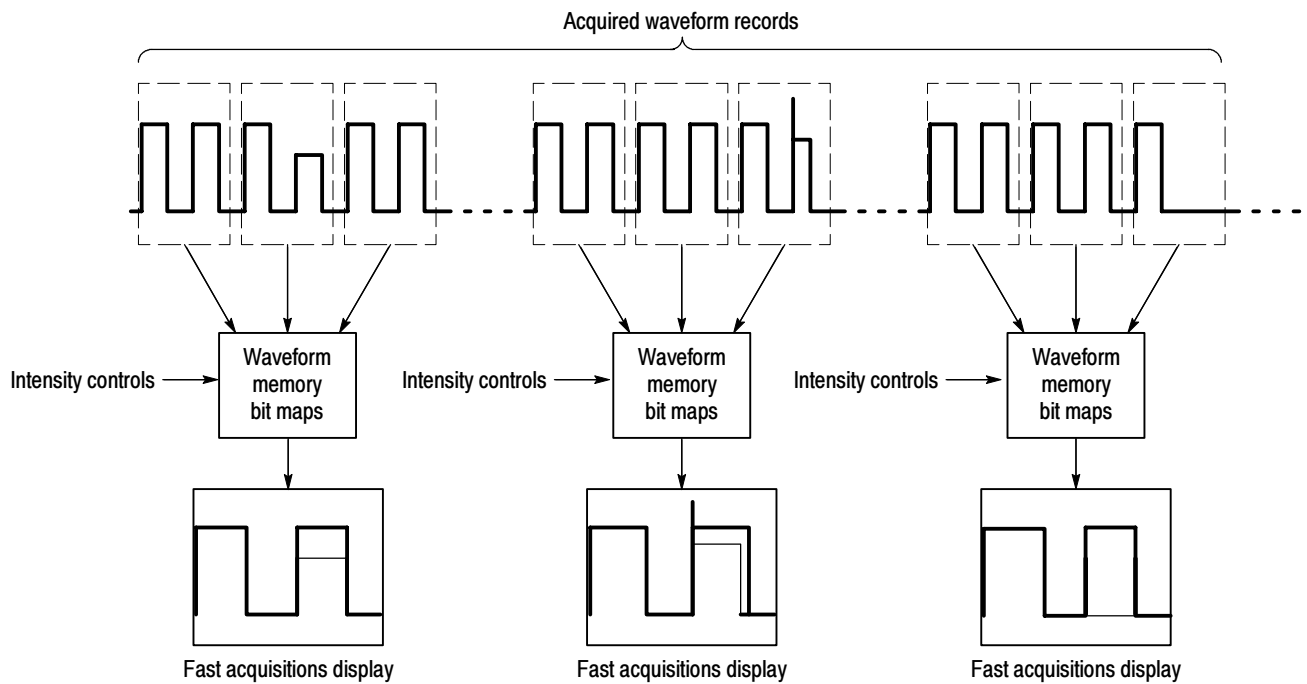 Acquired waveform records
Intensity controls
Waveform
memory
bit maps
Intensity controls
Waveform
memory
bit maps
Intensity controls
Waveform
memory
bit maps
Fast acquisitions display
Fast acquisitions display
Fast acquisitions display